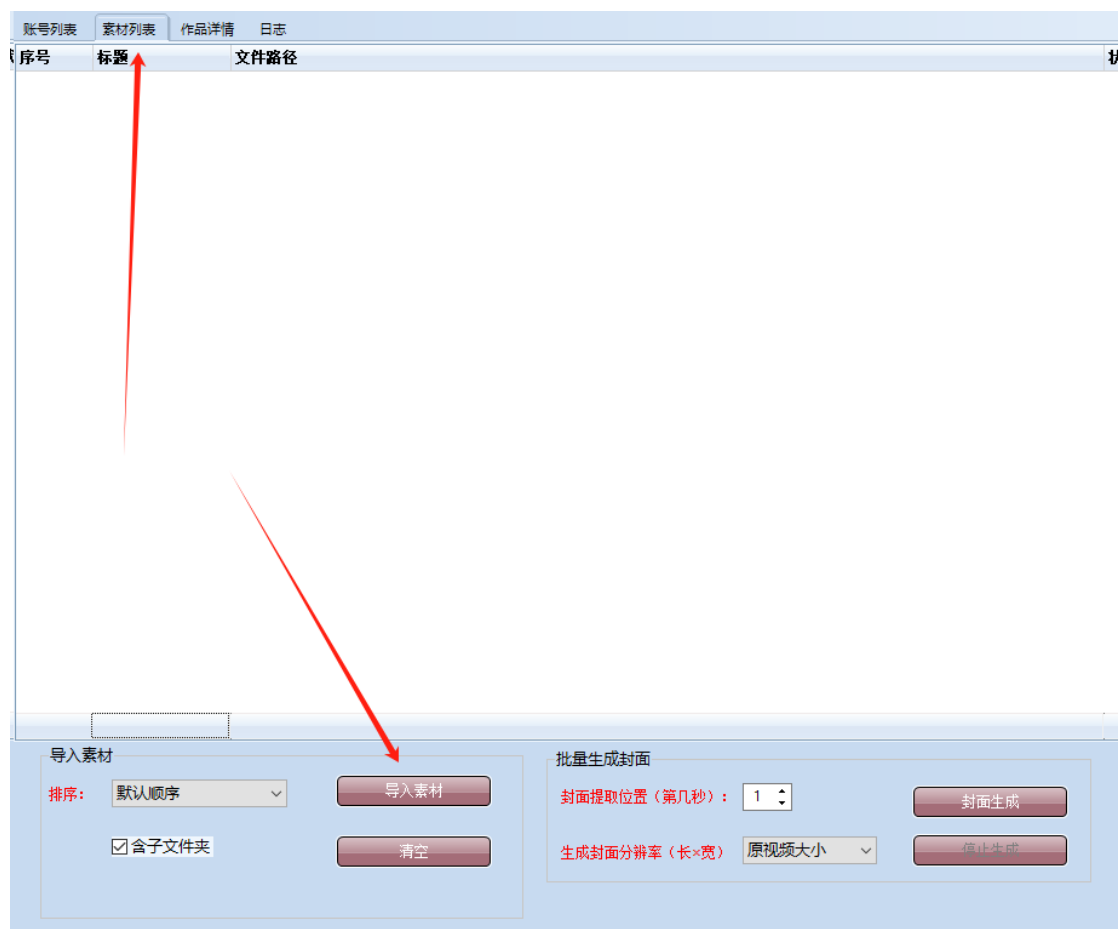 账号列表 素材列表 作品详情 日志
序号 标题 文件路径
导入素材
排序： 默认顺序 导入素材
含子文件夹 清空
批量生成封面
封面提取位置（第几秒）： 1 封面生成
生成封面分辨率（长×宽） 原视频大小 停止生成